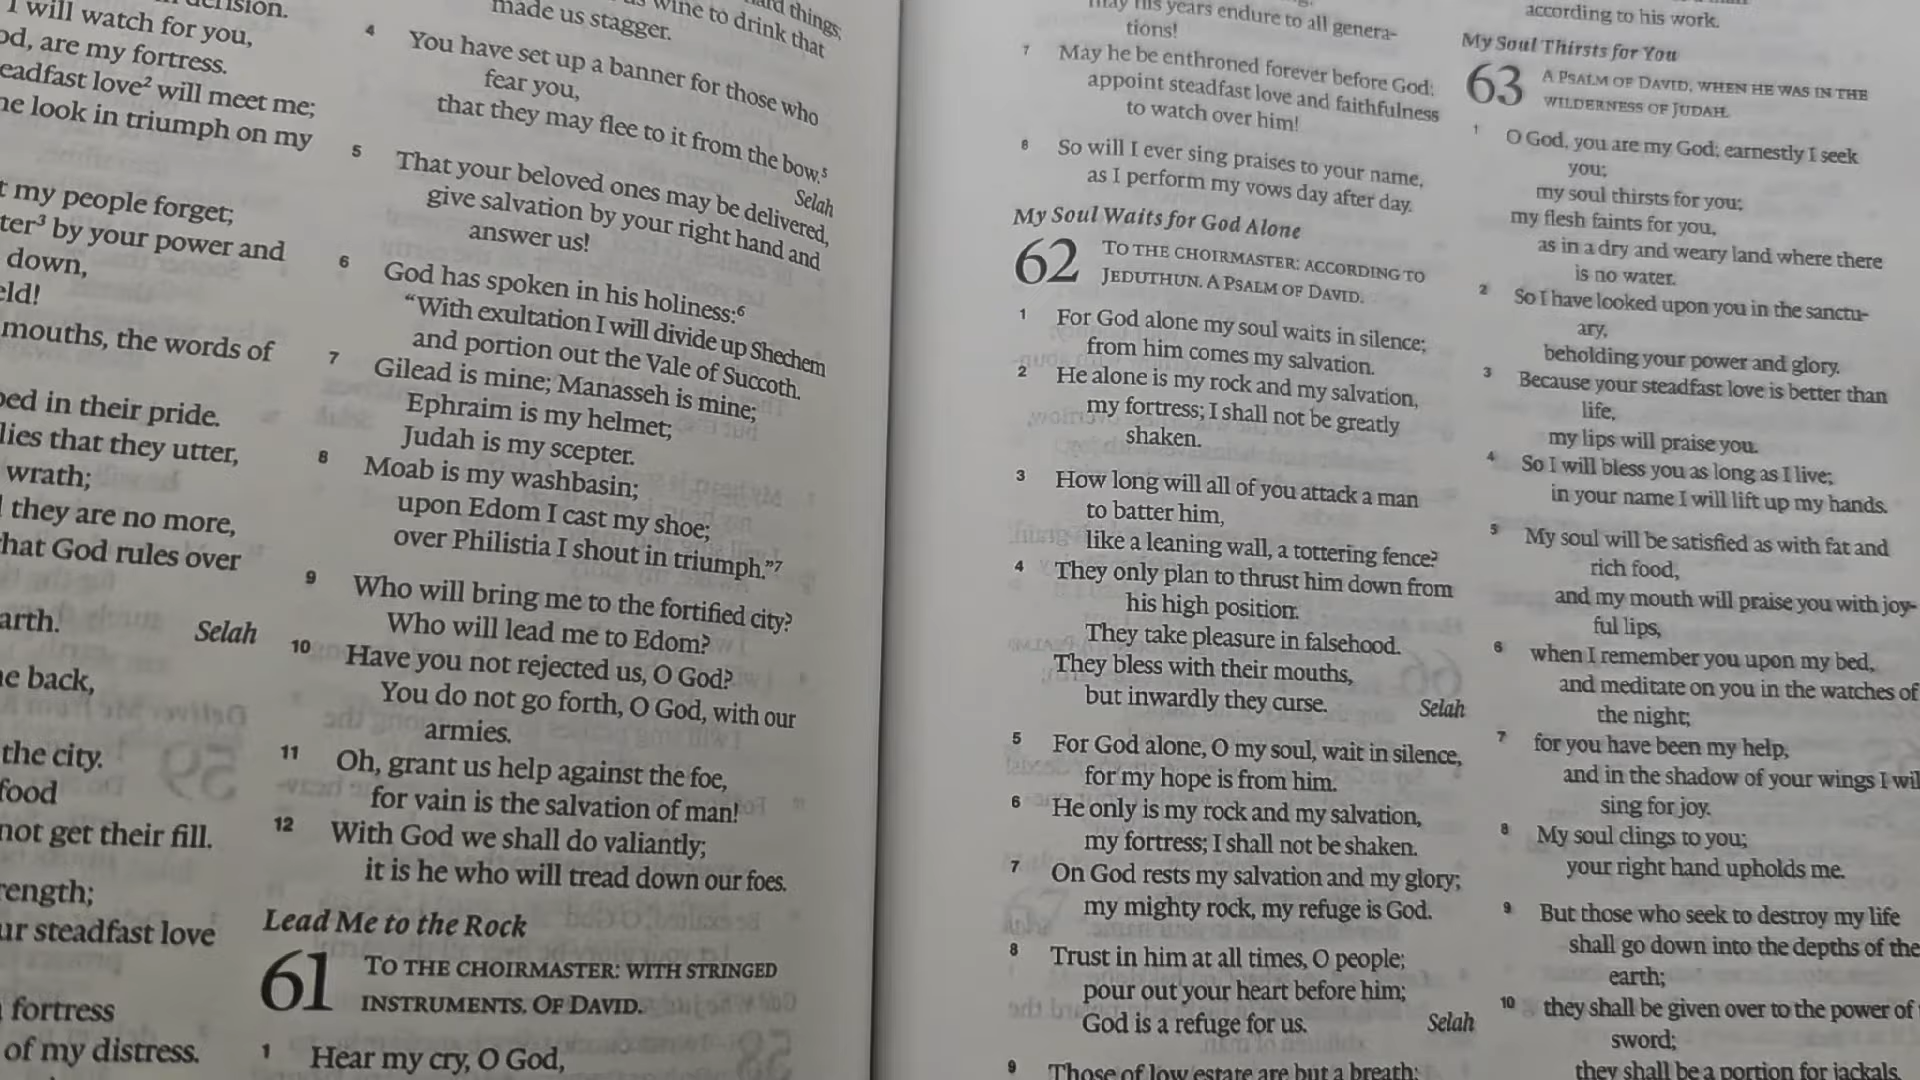 I will watch for you,
are my fortress.
love² will meet me;
look in triumph on my
my people forget;
by your power and
down,
mouths, the words of
in their pride.
lies that they utter,
wrath;
they are no more,
that God rules over
Selah
back,
the city.
food
not get their fill.
steadfast love
fortress
of my distress.
wine to drink that
made us stagger.
4 You have set up a banner for those who
fear you,
that they may flee to it from the bow.⁵
Selah
5 That your beloved ones may be delivered,
give salvation by your right hand and
answer us!
6 God has spoken in his holiness:⁶
“With exultation I will divide up Shechem
and portion out the Vale of Succoth.
7 Gilead is mine; Manasseh is mine;
Ephraim is my helmet;
Judah is my scepter.
8 Moab is my washbasin;
upon Edom I cast my shoe;
over Philistia I shout in triumph.”⁷
9 Who will bring me to the fortified city?
Who will lead me to Edom?
10 Have you not rejected us, O God?
You do not go forth, O God, with our
armies.
11 Oh, grant us help against the foe,
for vain is the salvation of man!
12 With God we shall do valiantly;
it is he who will tread down our foes.
Lead Me to the Rock
61 TO THE CHOIRMASTER: WITH STRINGED
INSTRUMENTS. OF DAVID.
1 Hear my cry, O God,
may his years endure to all genera-
tions!
7 May he be enthroned forever before God;
appoint steadfast love and faithfulness
to watch over him!
8 So will I ever sing praises to your name,
as I perform my vows day after day.
My Soul Waits for God Alone
62 TO THE CHOIRMASTER: ACCORDING TO
JEDUTHUN. A PSALM OF DAVID.
1 For God alone my soul waits in silence;
from him comes my salvation.
2 He alone is my rock and my salvation,
my fortress; I shall not be greatly
shaken.
3 How long will all of you attack a man
to batter him,
like a leaning wall, a tottering fence?
4 They only plan to thrust him down from
his high position.
They take pleasure in falsehood.
They bless with their mouths,
but inwardly they curse. Selah
5 For God alone, O my soul, wait in silence,
for my hope is from him.
6 He only is my rock and my salvation,
my fortress; I shall not be shaken.
7 On God rests my salvation and my glory;
my mighty rock, my refuge is God.
8 Trust in him at all times, O people;
pour out your heart before him;
God is a refuge for us. Selah
9 Those of low estate are but a breath;
according to his work.
My Soul Thirsts for You
63 A PSALM OF DAVID, WHEN HE WAS IN THE
WILDERNESS OF JUDAH.
1 O God, you are my God; earnestly I seek
you;
my soul thirsts for you;
my flesh faints for you,
as in a dry and weary land where there
is no water.
2 So I have looked upon you in the sanctu-
ary,
beholding your power and glory.
3 Because your steadfast love is better than
life,
my lips will praise you.
4 So I will bless you as long as I live;
in your name I will lift up my hands.
5 My soul will be satisfied as with fat and
rich food,
and my mouth will praise you with joy-
ful lips,
6 when I remember you upon my bed,
and meditate on you in the watches of
the night;
7 for you have been my help,
and in the shadow of your wings I wil
sing for joy.
8 My soul clings to you;
your right hand upholds me.
9 But those who seek to destroy my life
shall go down into the depths of the
earth;
10 they shall be given over to the power of
sword;
they shall be a portion for jackals.